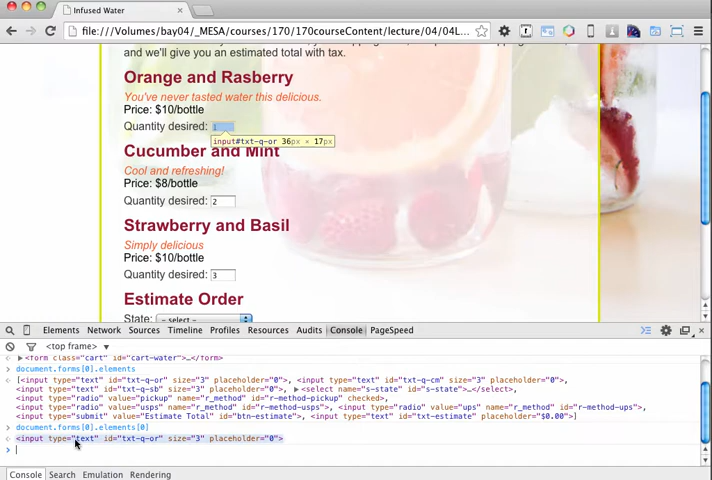 Infused Water
file:///Volumes/bay04/_MESA/courses/170/170courseContent/lecture/04/04L...
and we'll give you an estimated total with tax.
Orange and Rasberry
You've never tasted water this delicious.
Price: $10/bottle
Quantity desired: 1
input#txt-q-or 36px × 17px
Cucumber and Mint
Cool and refreshing!
Price: $8/bottle
Quantity desired: 2
Strawberry and Basil
Simply delicious
Price: $10/bottle
Quantity desired: 3
Estimate Order
State: - select -
Elements Network Sources Timeline Profiles Resources Audits Console PageSpeed
<top frame>
<form class="cart" id="cart-water">…</form>
document.forms[0].elements
[<input type="text" id="txt-q-or" size="3" placeholder="0">, <input type="text" id="txt-q-cm" size="3" placeholder="0">,
<input type="text" id="txt-q-sb" size="3" placeholder="0">, <select name="s-state" id="s-state">…</select>,
<input type="radio" value="pickup" name="r_method" id="r-method-pickup" checked>,
<input type="radio" value="usps" name="r_method" id="r-method-usps">, <input type="radio" value="ups" name="r_method" id="r-method-ups">,
<input type="submit" value="Estimate Total" id="btn-estimate">, <input type="text" id="txt-estimate" placeholder="$0.00">]
document.forms[0].elements[0]
<input type="text" id="txt-q-or" size="3" placeholder="0">
Console Search Emulation Rendering